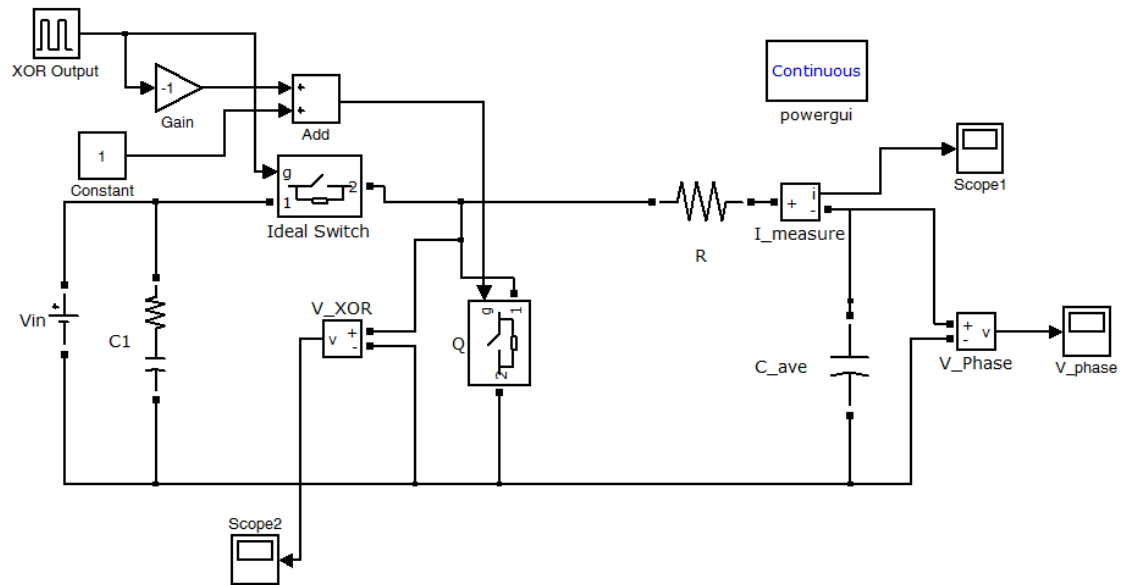 XOR Output
-1
Gain
+
+
Add
1
Constant
g
1
2
Ideal Switch
Continuous
powergui
Scope1
i
+
-
I_measure
R
Vin
+
C1
V_XOR
v
+
-
Q
g
1
2
C_ave
+
-
v
V_Phase
V_phase
Scope2